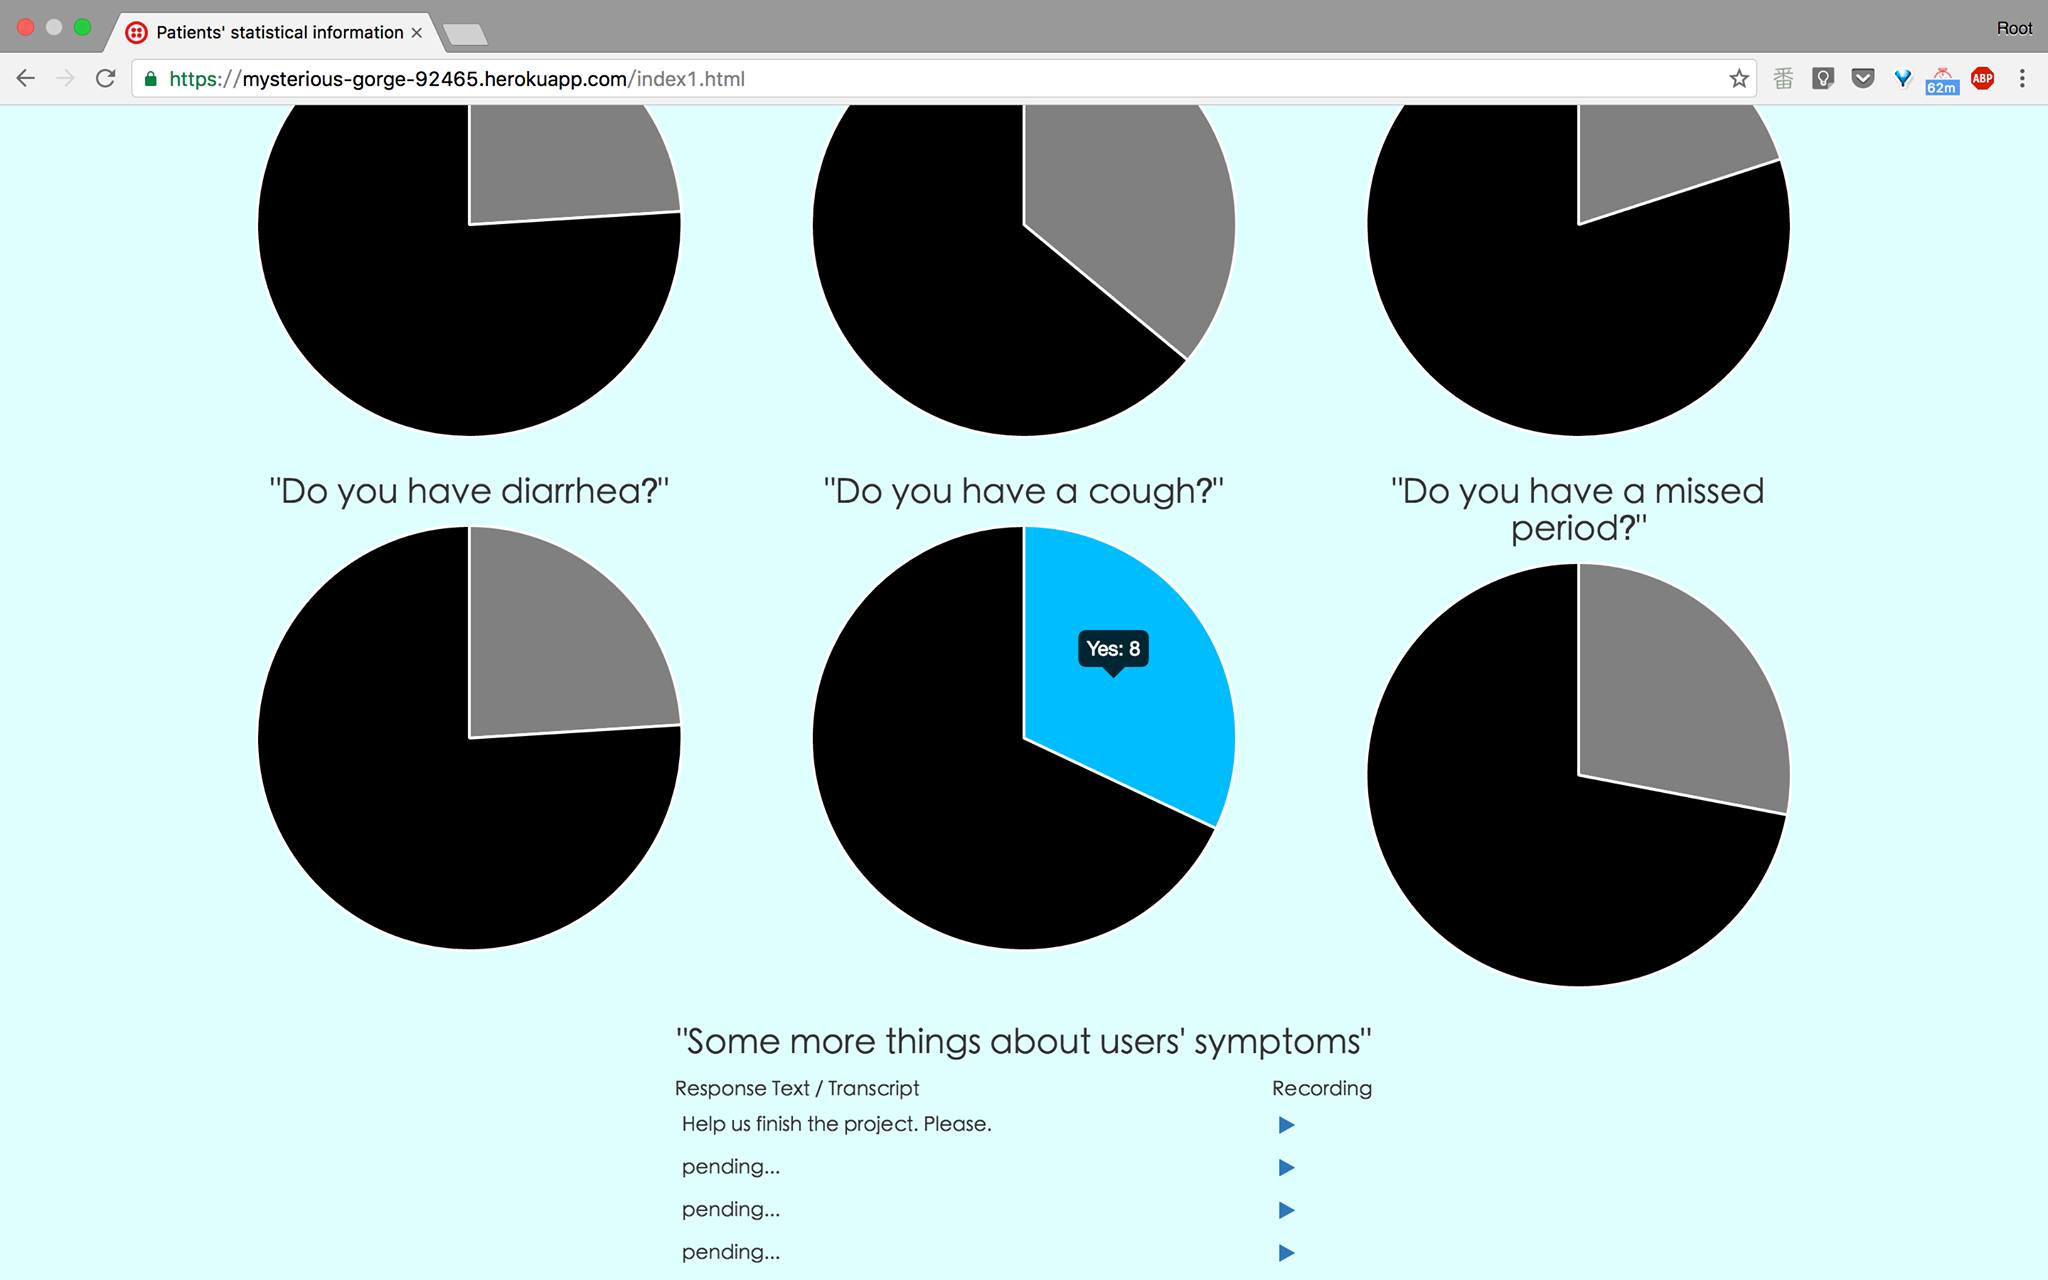 Patients' statistical information
Root
https://mysterious-gorge-92465.herokuapp.com/index1.html
番
62m
ABP
"Do you have diarrhea?"
"Do you have a cough?"
"Do you have a missed
period?"
Yes: 8
"Some more things about users' symptoms"
Response Text / Transcript
Recording
Help us finish the project. Please.
pending...
pending...
pending...